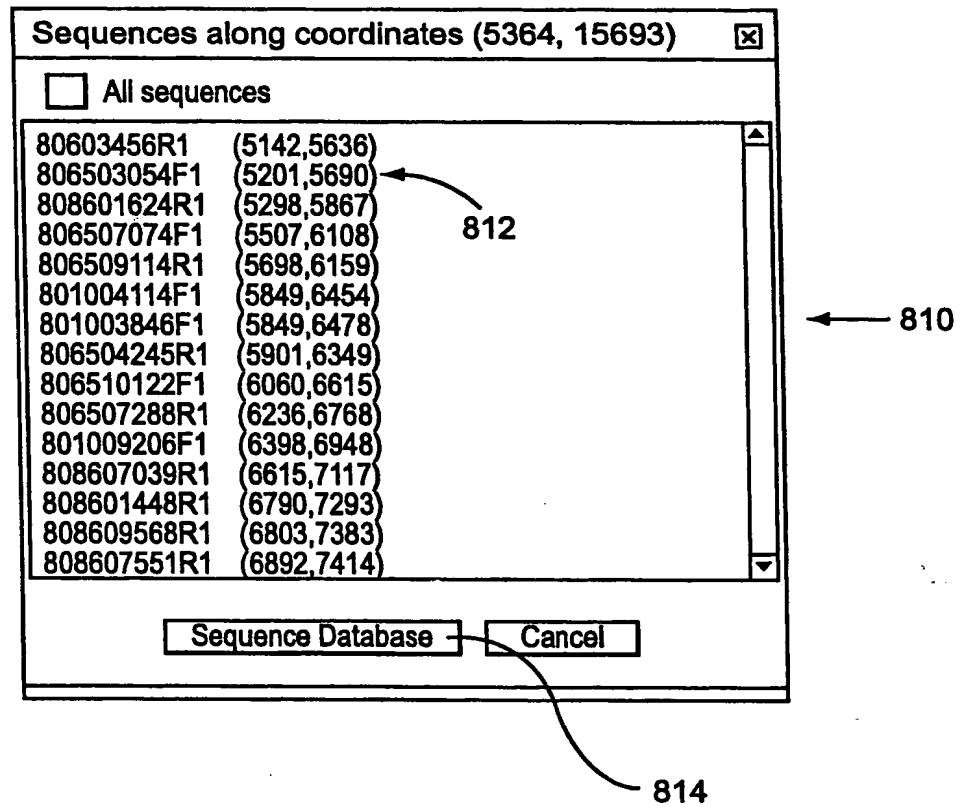 Sequences along coordinates (5364, 15693)
All sequences
80603456R1 (5142,5636)
806503054F1 (5201,5690)
808601624R1 (5298,5867)
812
806507074F1 (5507,6108)
806509114R1 (5698,6159)
801004114F1 (5849,6454)
801003846F1 (5849,6478)
810
806504245R1 (5901,6349)
806510122F1 (6060,6615)
806507288R1 (6236,6768)
801009206F1 (6398,6948)
808607039R1 (6615,7117)
808601448R1 (6790,7293)
808609568R1 (6803,7383)
808607551R1 (6892,7414)
Sequence Database Cancel
814